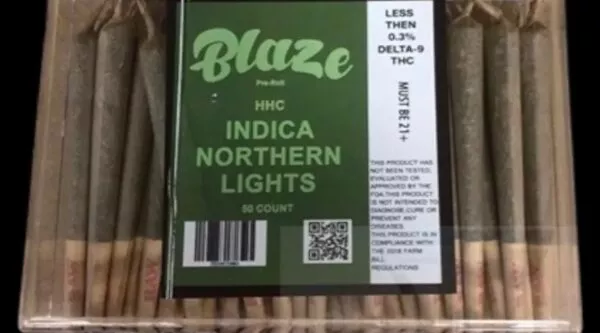 Blaze
Pre-Roll
HHC
INDICA
NORTHERN
LIGHTS
50 COUNT
LESS
THEN
0.3%
DELTA-9
THC
MUST BE 21+
THIS PRODUCT HAS
NOT BEEN TESTED,
EVALUATED OR
APPROVED BY THE
FDA.THIS PRODUCT
IS NOT INTENDED TO
DIAGNOSE,CURE OR
PREVENT ANY
DISEASES
THIS PRODUCT IS IN
COMPLIANCE WITH
THE 2018 FARM
BILL
REGULATIONS
RAW